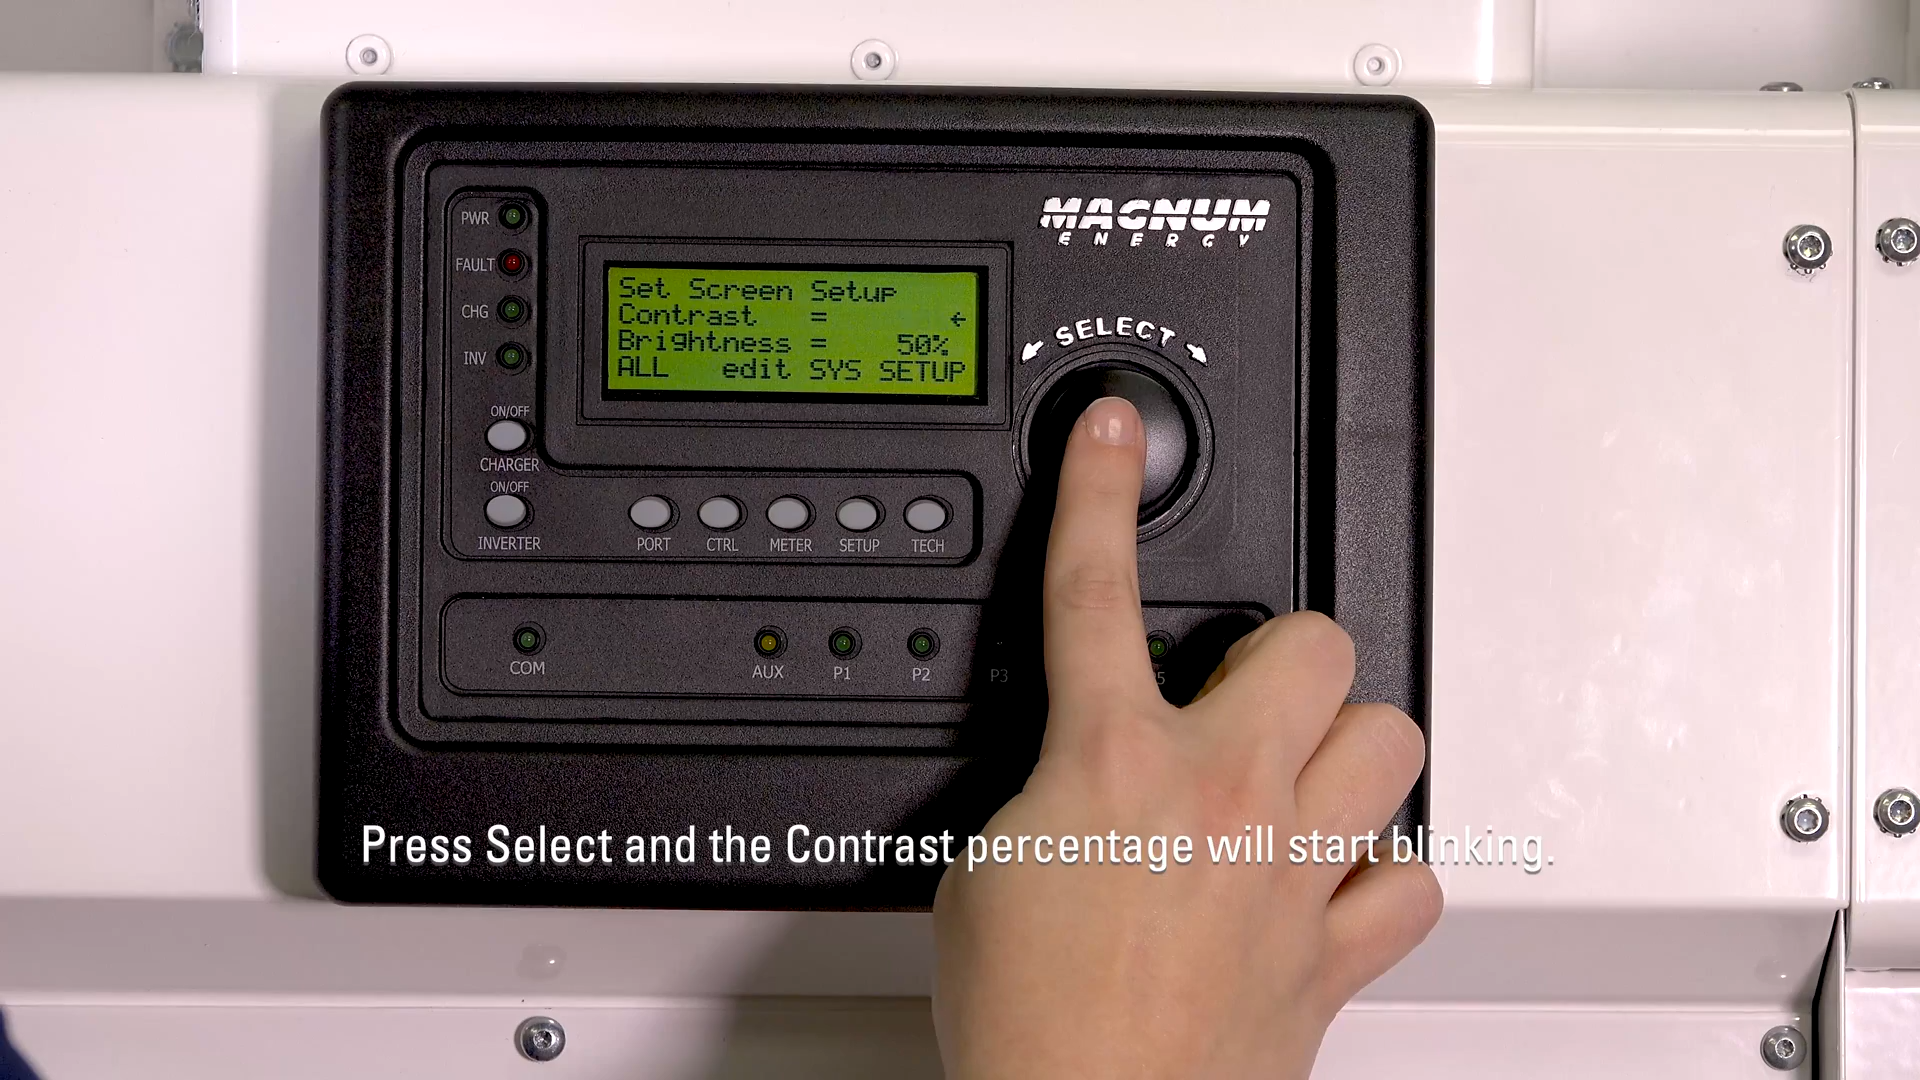 MAGNUM
ENERGY
PWR
FAULT
CHG
INV
Set Screen Setup
Contrast = ←
Brightness = 50%
ALL edit SYS SETUP
← SELECT →
ON/OFF
CHARGER
ON/OFF
INVERTER
PORT
CTRL
METER
SETUP
TECH
COM
AUX
P1
P2
P3
Press Select and the Contrast percentage will start blinking.